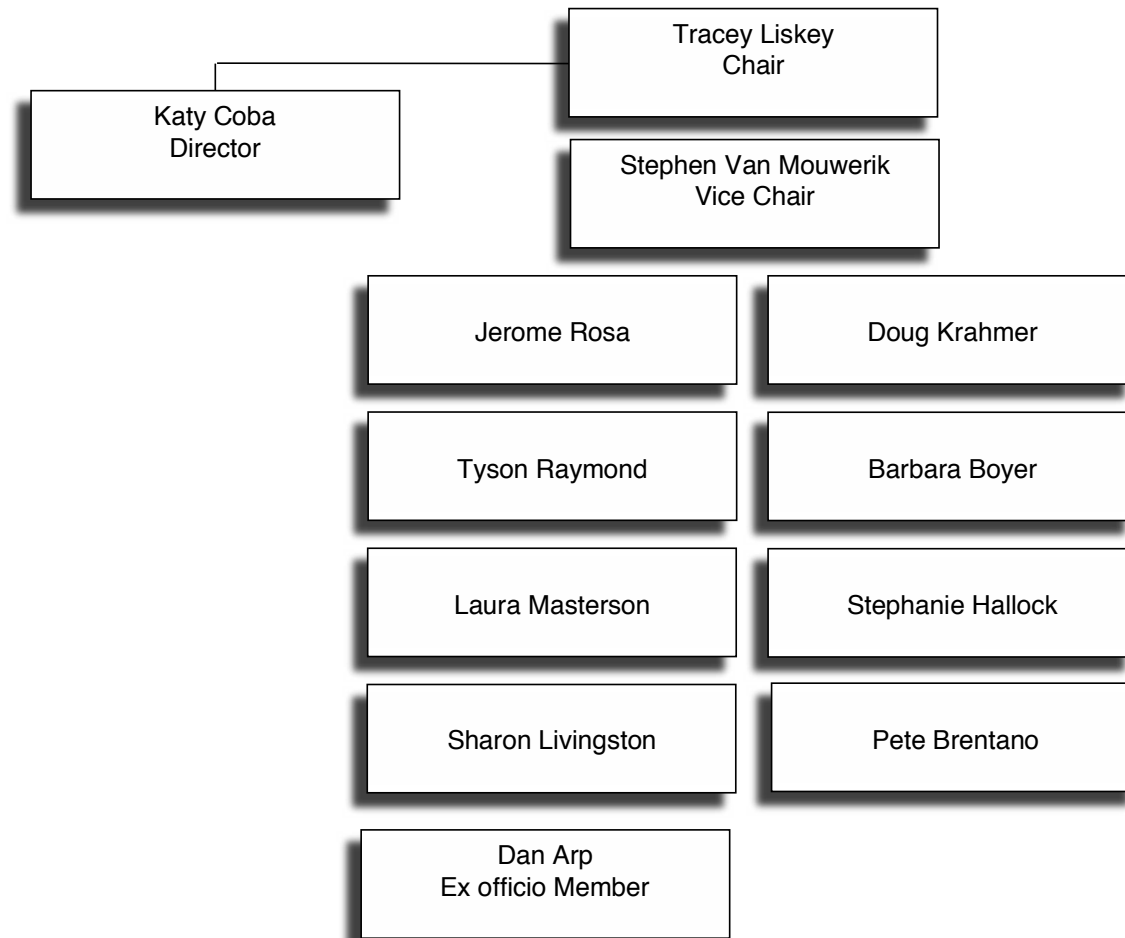 Tracey Liskey
Chair
Katy Coba
Director
Stephen Van Mouwerik
Vice Chair
Jerome Rosa
Doug Krahmer
Tyson Raymond
Barbara Boyer
Laura Masterson
Stephanie Hallock
Sharon Livingston
Pete Brentano
Dan Arp
Ex officio Member